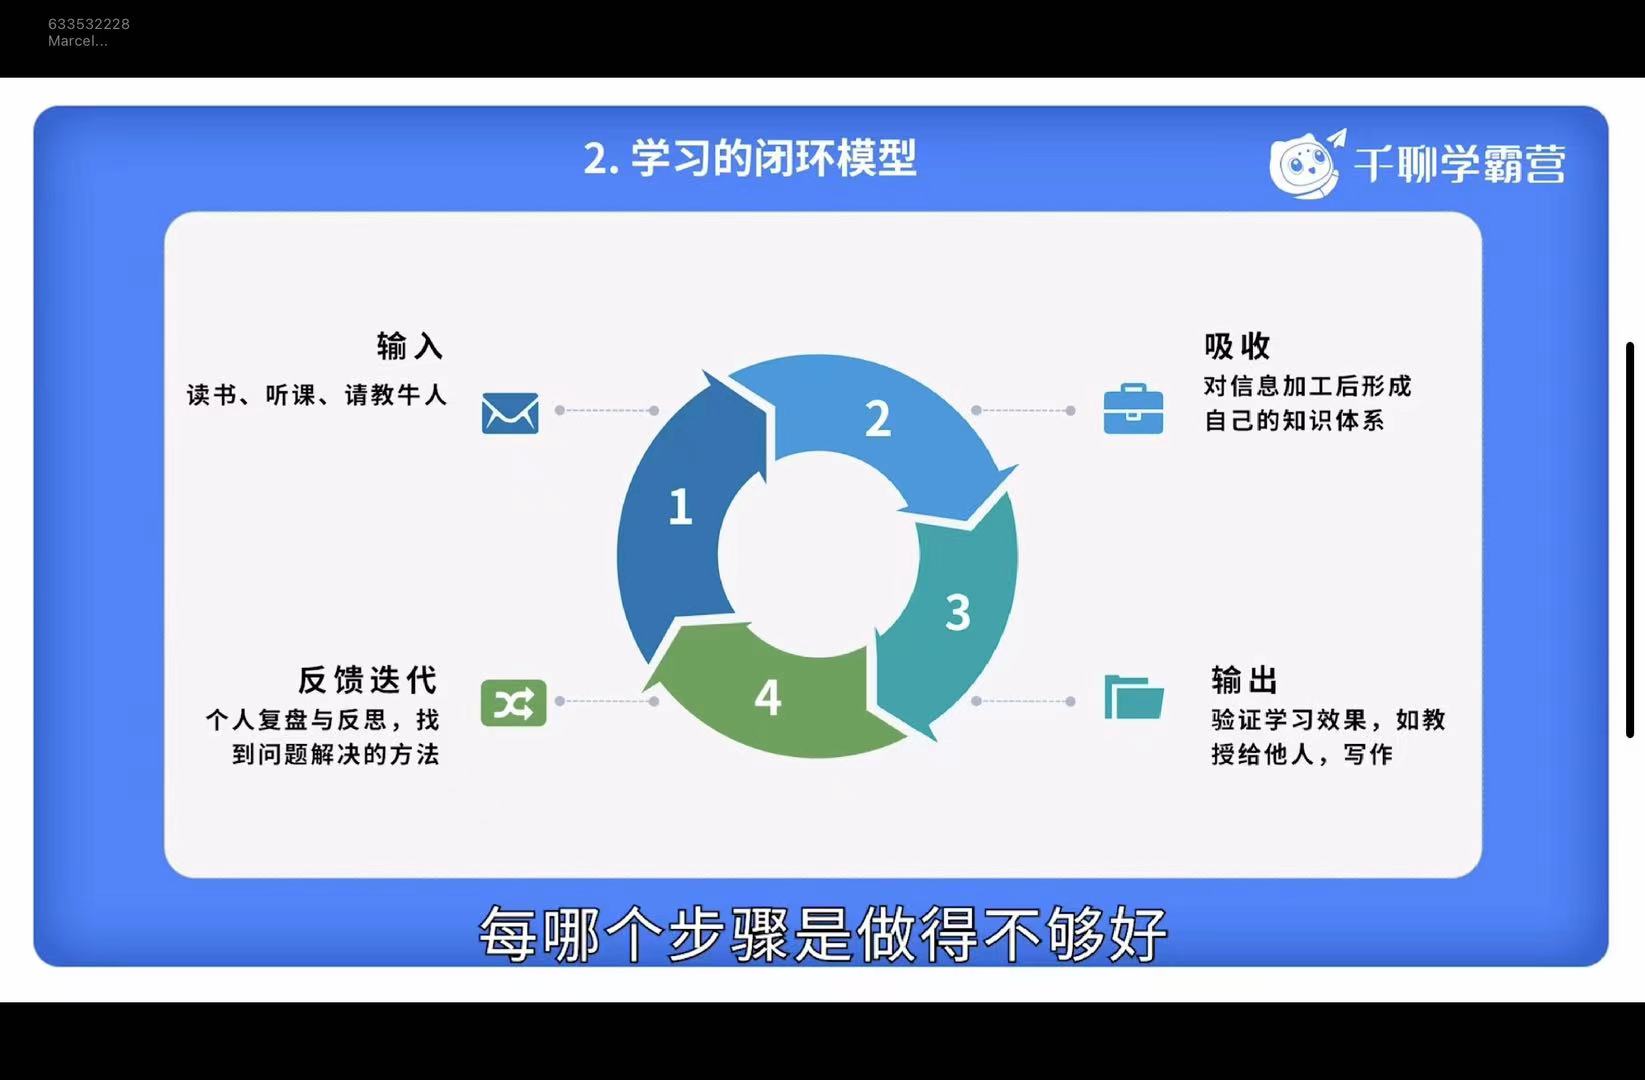 633532228
Marcel...
2. 学习的闭环模型
千聊学霸营
输入
读书、听课、请教牛人
吸收
对信息加工后形成
自己的知识体系
1
2
3
4
反馈迭代
个人复盘与反思，找
到问题解决的方法
输出
验证学习效果，如教
授给他人，写作
每哪个步骤是做得不够好